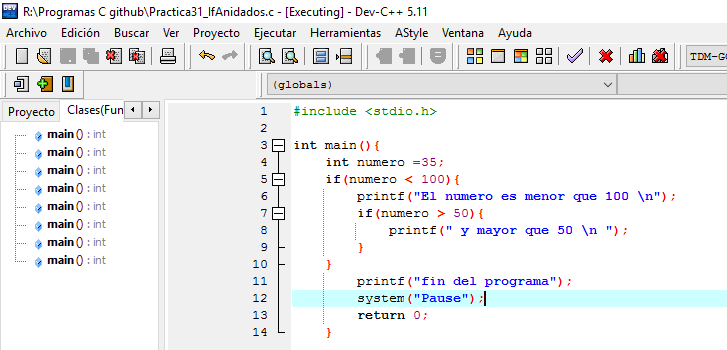 R:\Programas C github\Practica31_IfAnidados.c - [Executing] - Dev-C++ 5.11
Archivo Edición Buscar Ver Proyecto Ejecutar Herramientas AStyle Ventana Ayuda
TDM-GC
(globals)
Proyecto Clases(Fun
main() : int
main() : int
main() : int
main() : int
main() : int
main() : int
main() : int
main() : int
1 #include <stdio.h>
2
3 int main(){
4 int numero =35;
5 if(numero < 100){
6 printf("El numero es menor que 100 \n");
7 if(numero > 50){
8 printf(" y mayor que 50 \n ");
9 }
10 }
11 printf("fin del programa");
12 system("Pause");
13 return 0;
14 }